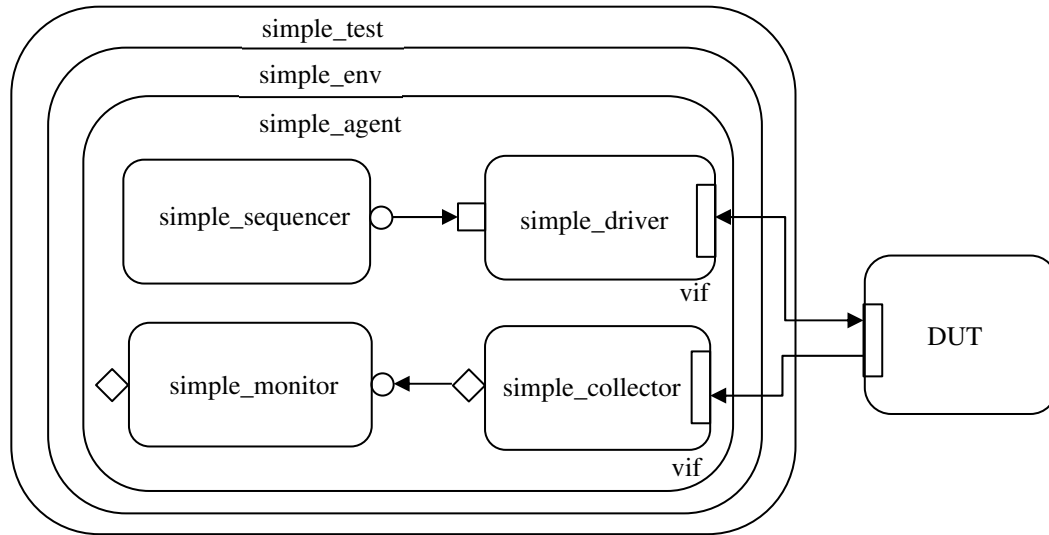 simple_test
simple_env
simple_agent
simple_sequencer
simple_driver
vif
DUT
simple_monitor
simple_collector
vif